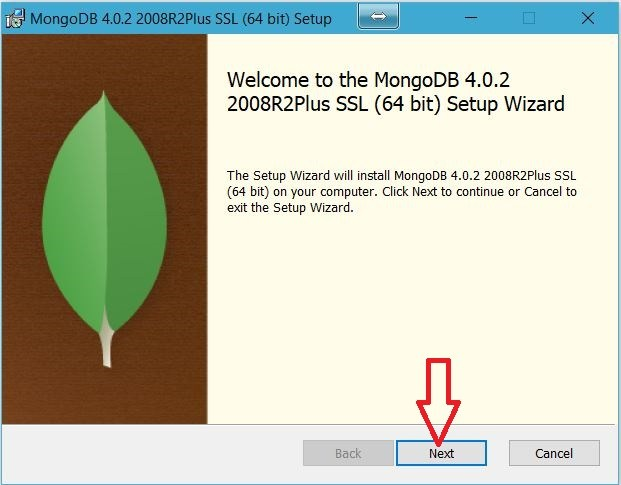 MongoDB 4.0.2 2008R2Plus SSL (64 bit) Setup
Welcome to the MongoDB 4.0.2
2008R2Plus SSL (64 bit) Setup Wizard
The Setup Wizard will install MongoDB 4.0.2 2008R2Plus SSL
(64 bit) on your computer. Click Next to continue or Cancel to
exit the Setup Wizard.
Back Next Cancel